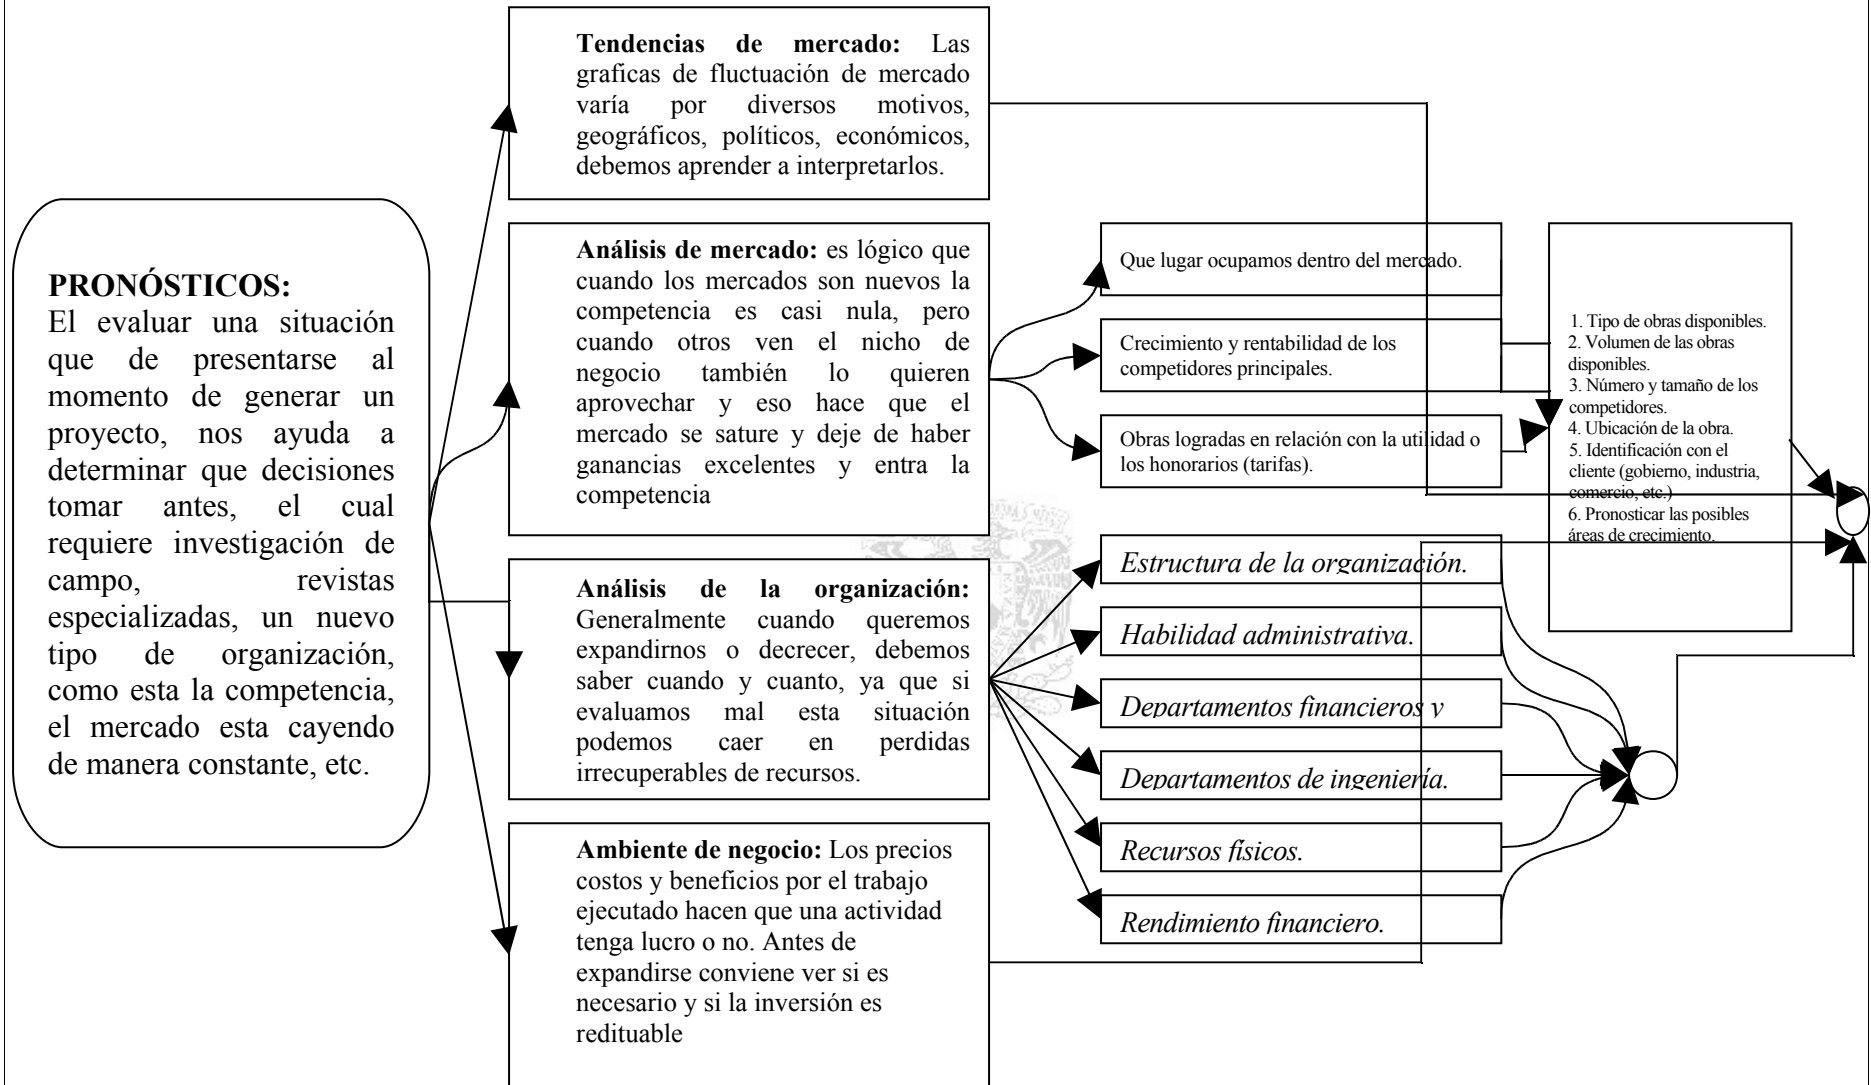 PRONÓSTICOS:
El evaluar una situación
que de presentarse al
momento de generar un
proyecto, nos ayuda a
determinar que decisiones
tomar antes, el cual
requiere investigación de
campo, revistas
especializadas, un nuevo
tipo de organización,
como esta la competencia,
el mercado esta cayendo
de manera constante, etc.
Tendencias de mercado: Las
graficas de fluctuación de mercado
varía por diversos motivos,
geográficos, políticos, económicos,
debemos aprender a interpretarlos.
Análisis de mercado: es lógico que
cuando los mercados son nuevos la
competencia es casi nula, pero
cuando otros ven el nicho de
negocio también lo quieren
aprovechar y eso hace que el
mercado se sature y deje de haber
ganancias excelentes y entra la
competencia
Análisis de la organización:
Generalmente cuando queremos
expandirnos o decrecer, debemos
saber cuando y cuanto, ya que si
evaluamos mal esta situación
podemos caer en perdidas
irrecuperables de recursos.
Ambiente de negocio: Los precios
costos y beneficios por el trabajo
ejecutado hacen que una actividad
tenga lucro o no. Antes de
expandirse conviene ver si es
necesario y si la inversión es
redituable
Que lugar ocupamos dentro del mercado.
Crecimiento y rentabilidad de los
competidores principales.
Obras logradas en relación con la utilidad o
los honorarios (tarifas).
Estructura de la organización.
Habilidad administrativa.
Departamentos financieros y
Departamentos de ingeniería.
Recursos físicos.
Rendimiento financiero.
1. Tipo de obras disponibles.
2. Volumen de las obras
disponibles.
3. Número y tamaño de los
competidores.
4. Ubicación de la obra.
5. Identificación con el
cliente (gobierno, industria,
comercio, etc.)
6. Pronosticar las posibles
áreas de crecimiento.